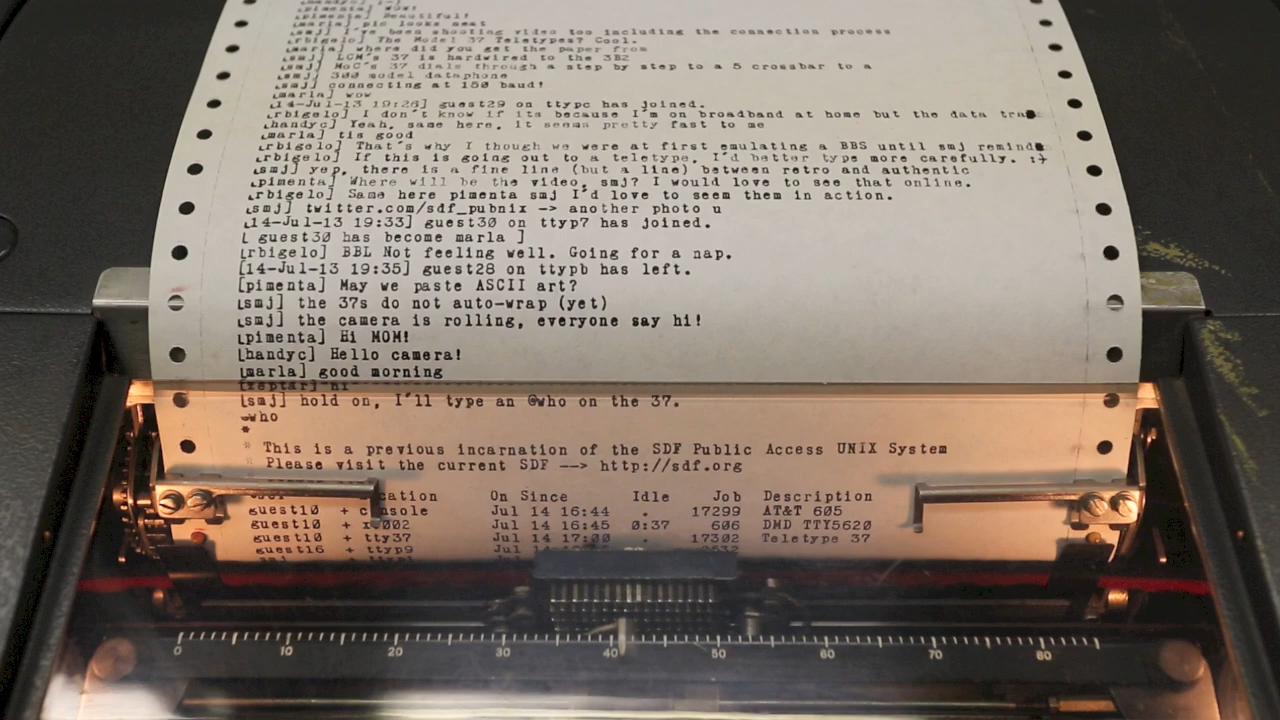 [pimenta] Beautiful!
[marla] pic looks neat
[smj] I've been shooting video too including the connection process
[rbigelo] The Model 37 Teletypes? Cool.
[marla] where did you get the paper from
[smj] LCM's 37 is hardwired to the 3B2
[smj] MoC's 37 dials through a step by step to a 5 crossbar to a
[smj] 300 model dataphone
[smj] connecting at 150 baud!
[marla] wow
[14-Jul-13 19:26] guest29 on ttypc has joined.
[rbigelo] I don't know if its because I'm on broadband at home but the data
[handyc] Yeah, same here, it seems pretty fast to me
[marla] tis good
[rbigelo] That's why I though we were at first emulating a BBS until smj
[rbigelo] If this is going out to a teletype, I'd better type more carefully. :)
[smj] yep, there is a fine line (but a line) between retro and authentic
[pimenta] Where will be the video, smj? I would love to see that online.
[rbigelo] Same here pimenta smj I'd love to seem them in action.
[smj] twitter.com/sdf_pubnix -> another photo u
[14-Jul-13 19:33] guest30 on ttyp7 has joined.
[ guest30 has become marla ]
[rbigelo] BBL Not feeling well. Going for a nap.
[14-Jul-13 19:35] guest28 on ttypb has left.
[pimenta] May we paste ASCII art?
[smj] the 37s do not auto-wrap (yet)
[smj] the camera is rolling, everyone say hi!
[pimenta] Hi MOM!
[handyc] Hello camera!
[marla] good morning
[zeptar] hi
[smj] hold on, I'll type an @who on the 37.
who
*
* This is a previous incarnation of the SDF Public Access UNIX System
* Please visit the current SDF --> http://sdf.org
On Since Idle Job Description
guest10 + console Jul 14 16:44 . 17299 AT&T 605
guest10 + Jul 14 16:45 0:37 606 DMD TTY5620
guest10 + tty37 Jul 14 17:00 . 17302 Teletype 37
guest16 + ttyp9 Jul 14
0 10 20 30 40 50 60 70 80